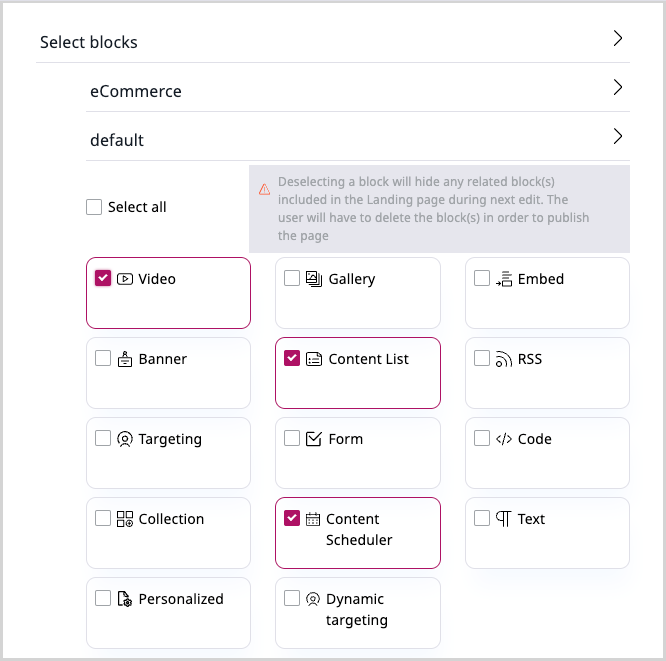 Select blocks
eCommerce
default
Select all
Deselecting a block will hide any related block(s)
included in the Landing page during next edit. The
user will have to delete the block(s) in order to publish
the page
Video
Gallery
Embed
Banner
Content List
RSS
Targeting
Form
Code
Collection
Content
Scheduler
Text
Personalized
Dynamic
targeting